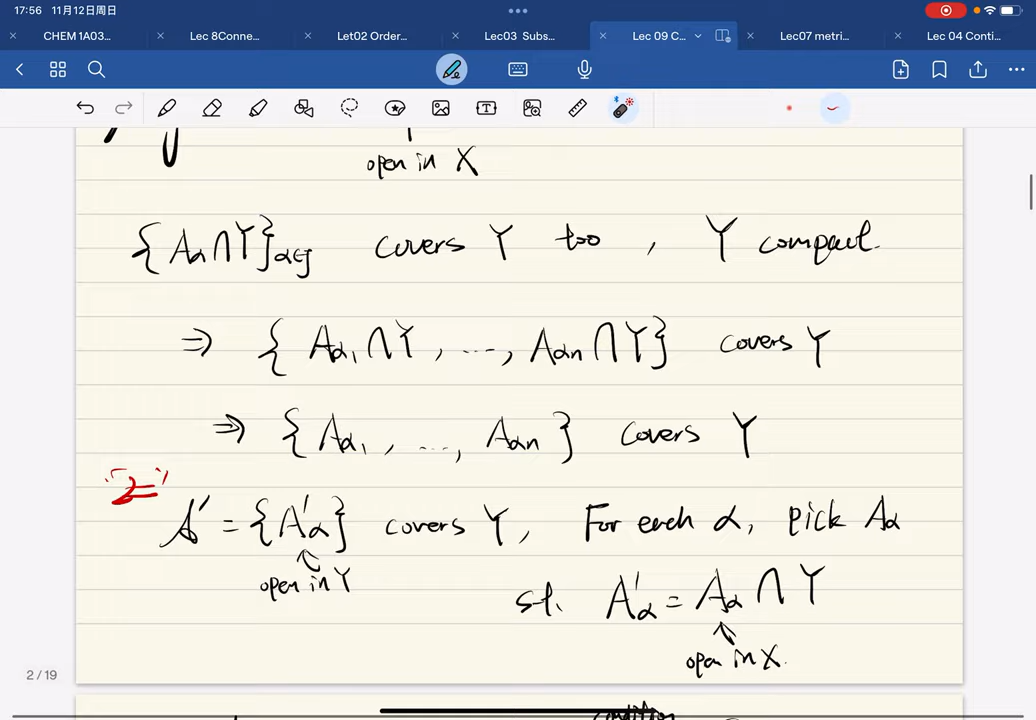 17:56 11月12日周日
CHEM 1A03... Lec 8Conne... Let02 Order... Lec03 Subs... Lec 09 C... Lec07 metri... Lec 04 Conti...
open in X
{Aα∩Y}α∈J covers Y too , Y compact.
⇒ {Aα₁∩Y, ..., Aαn∩Y} covers Y
⇒ {Aα₁, ..., Aαn} covers Y
"⇐"
A' = {A'α} covers Y, For each α, pick Aα
open in Y
st. A'α = Aα ∩ Y
open in X.
2 / 19
condition